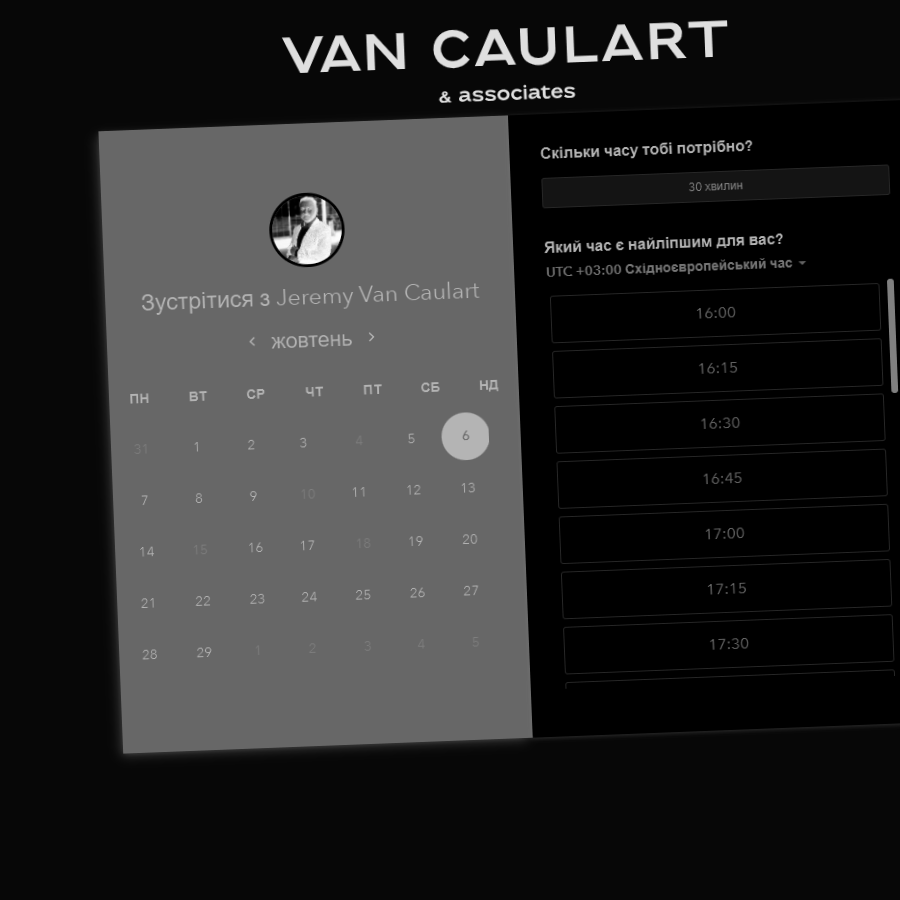 VAN CAULART
& associates
Зустрітися з Jeremy Van Caulart
‹ жовтень ›
ПН ВТ СР ЧТ ПТ СБ НД
31 1 2 3 4 5 6
7 8 9 10 11 12 13
14 15 16 17 18 19 20
21 22 23 24 25 26 27
28 29 1 2 3 4 5
Скільки часу тобі потрібно?
30 хвилин
Який час є найліпшим для вас?
UTC +03:00 Східноєвропейський час
16:00
16:15
16:30
16:45
17:00
17:15
17:30